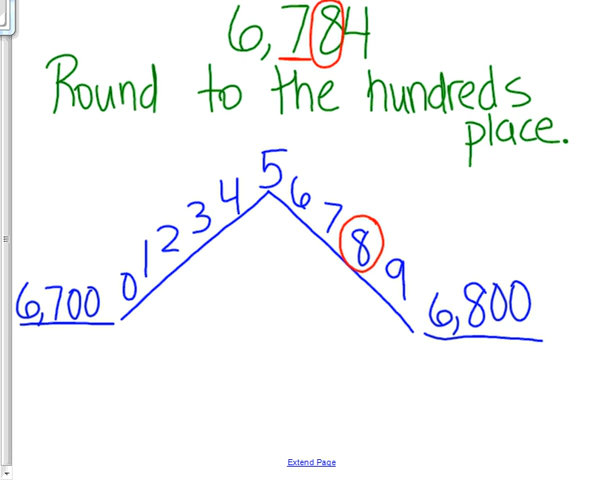 6,784
Round to the hundreds
place.
5
4 6
3 7
2 8
1 9
0
6,700 6,800
Extend Page